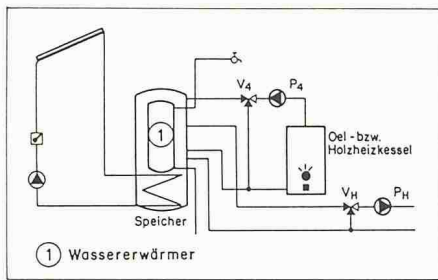 V4 P4
1
Oel- bzw.
Holzheizkessel
VH PH
Speicher
1 Wassererwärmer